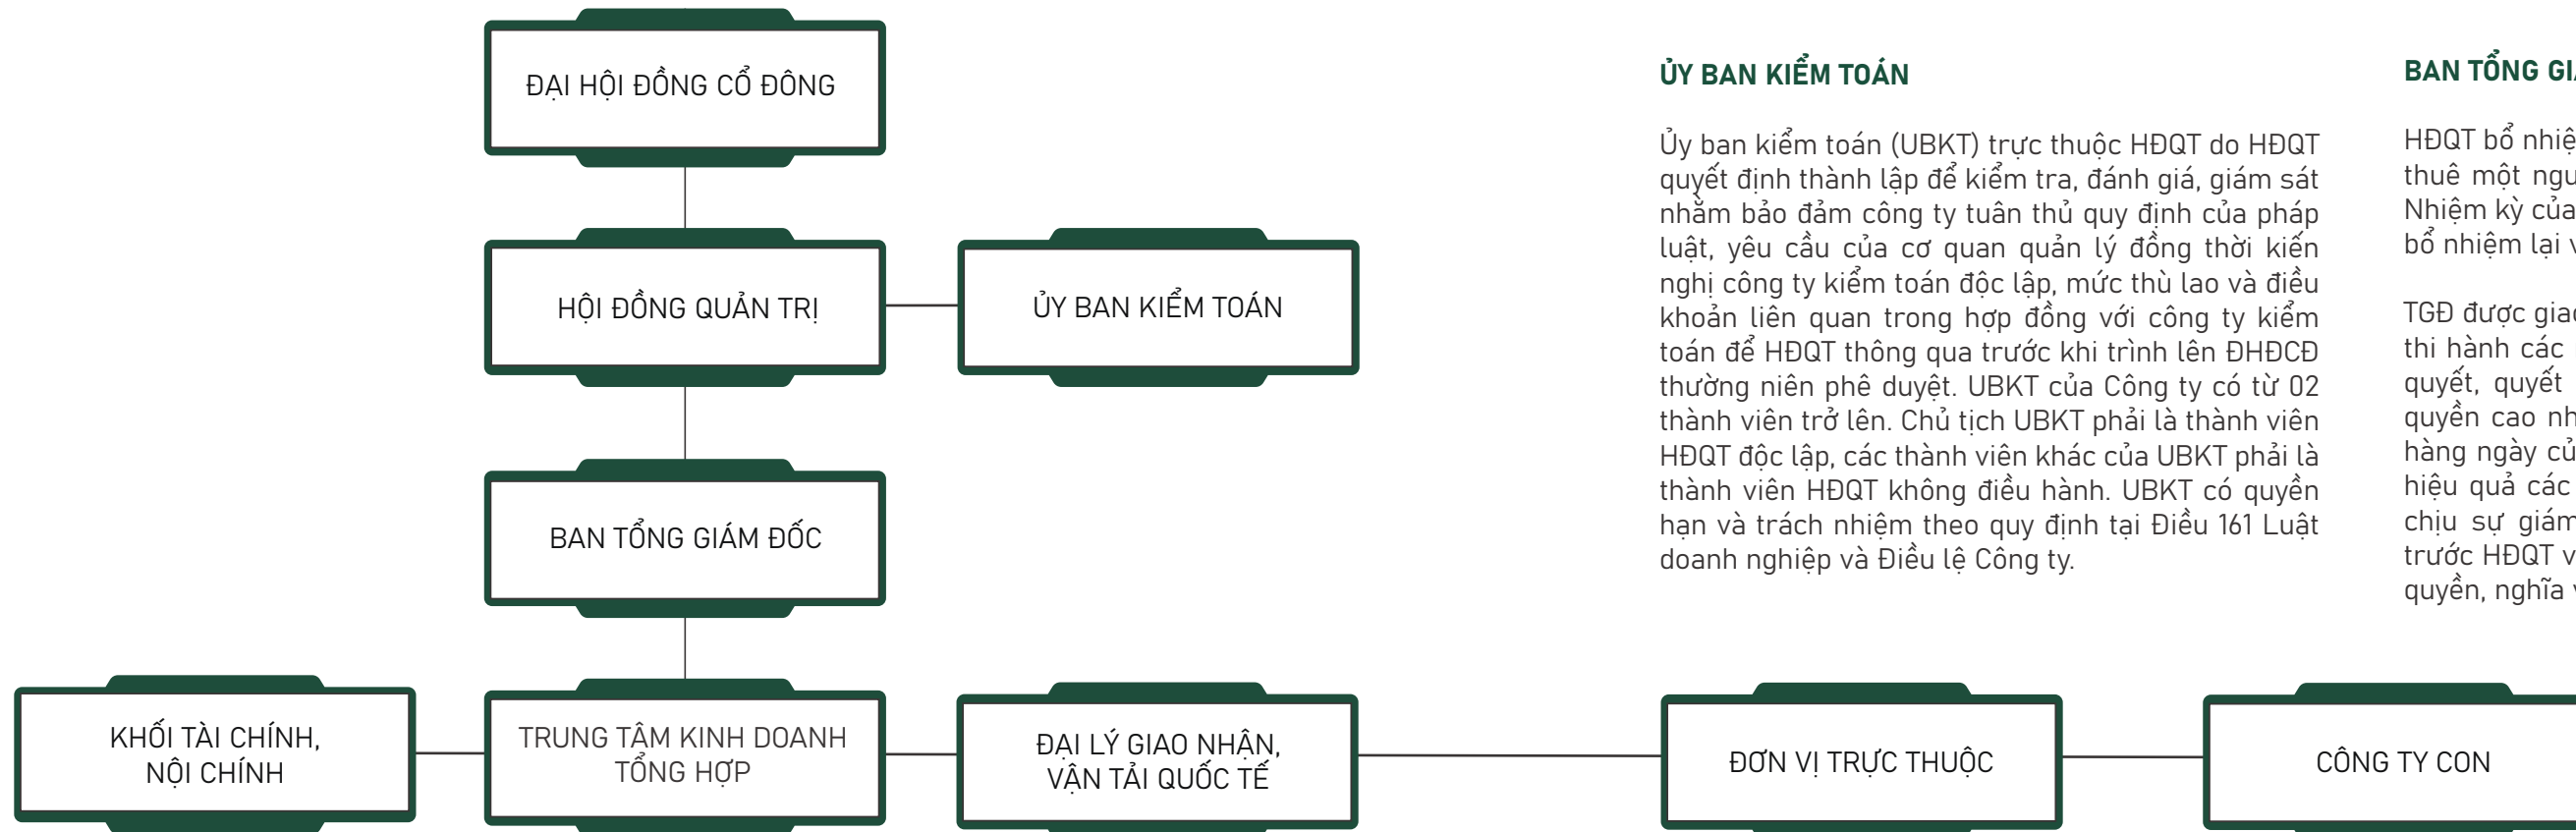 ĐẠI HỘI ĐỒNG CỔ ĐÔNG
HỘI ĐỒNG QUẢN TRỊ
ỦY BAN KIỂM TOÁN
BAN TỔNG GIÁM ĐỐC
KHỐI TÀI CHÍNH,
NỘI CHÍNH
TRUNG TÂM KINH DOANH
TỔNG HỢP
ĐẠI LÝ GIAO NHẬN,
VẬN TẢI QUỐC TẾ
ĐƠN VỊ TRỰC THUỘC
CÔNG TY CON
ỦY BAN KIỂM TOÁN
Ủy ban kiểm toán (UBKT) trực thuộc HĐQT do HĐQT
quyết định thành lập để kiểm tra, đánh giá, giám sát
nhằm bảo đảm công ty tuân thủ quy định của pháp
luật, yêu cầu của cơ quan quản lý đồng thời kiến
nghị công ty kiểm toán độc lập, mức thù lao và điều
khoản liên quan trong hợp đồng với công ty kiểm
toán để HĐQT thông qua trước khi trình lên ĐHĐCĐ
thường niên phê duyệt. UBKT của Công ty có từ 02
thành viên trở lên. Chủ tịch UBKT phải là thành viên
HĐQT độc lập, các thành viên khác của UBKT phải là
thành viên HĐQT không điều hành. UBKT có quyền
hạn và trách nhiệm theo quy định tại Điều 161 Luật
doanh nghiệp và Điều lệ Công ty.
BAN TỔNG
HĐQT bổ
thuê một
Nhiệm kỳ của
bổ nhiệm lại
TGĐ được
thi hành các
quyết, quyết
quyền cao
hàng ngày
hiệu quả các
chịu sự giám
trước HĐQT
quyền, nghĩa